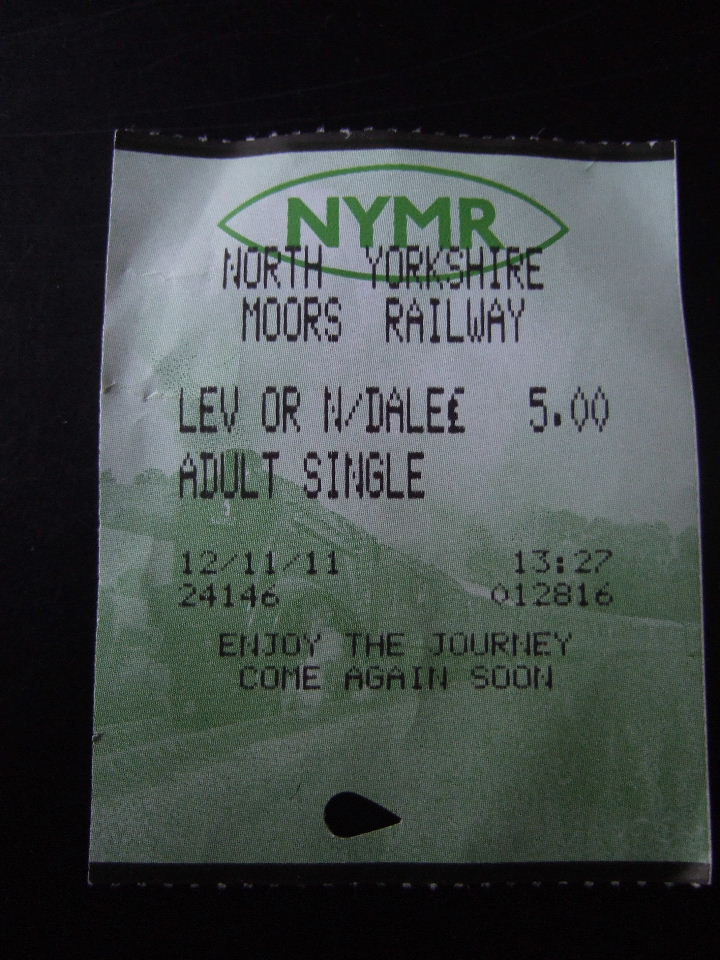 NYMR
NORTH YORKSHIRE
MOORS RAILWAY
LEV OR N/DALE£ 5.00
ADULT SINGLE
12/11/11 13:27
24146 012816
ENJOY THE JOURNEY
COME AGAIN SOON